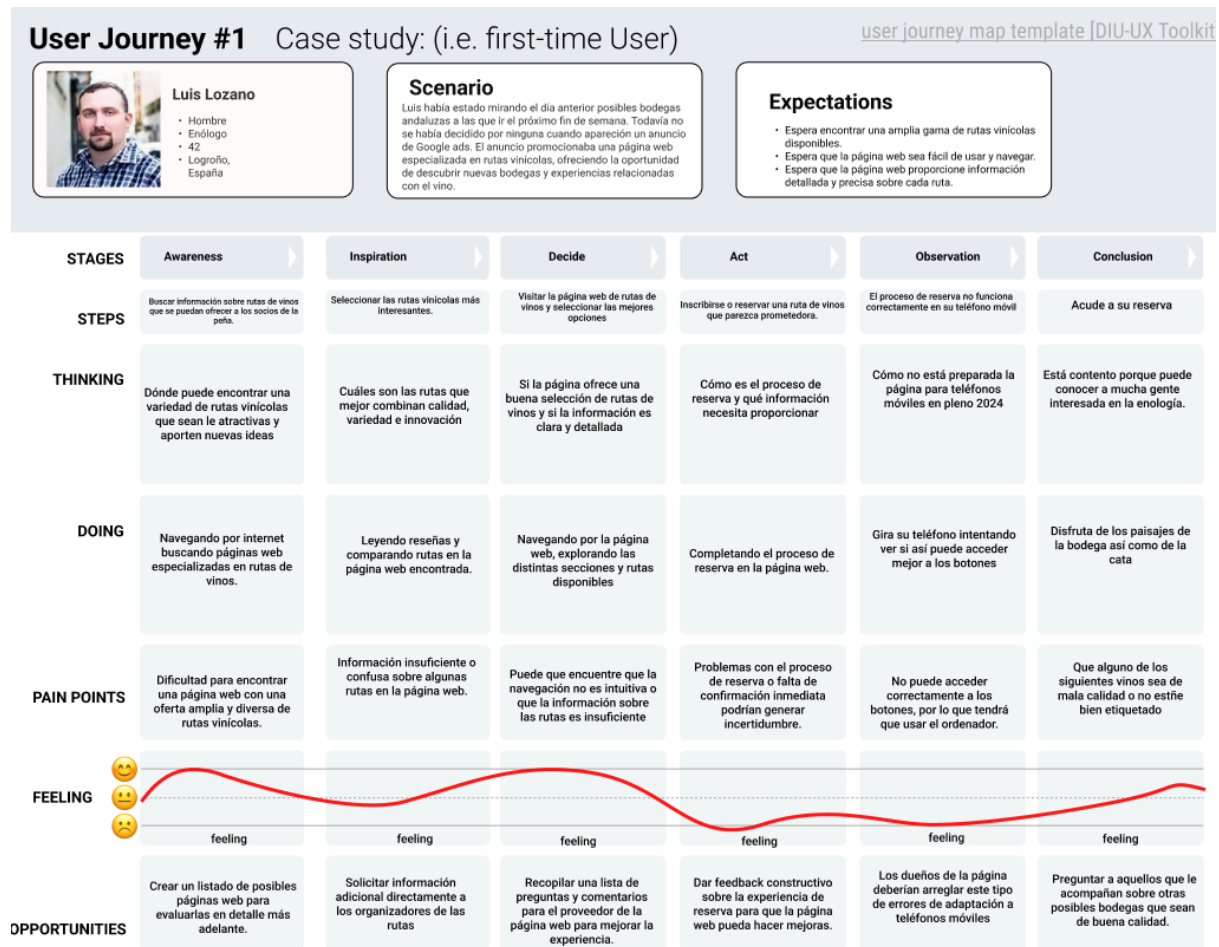 User Journey #1 Case study: (i.e. first-time User)
user journey map template [DIU-UX Toolkit]
Luis Lozano
• Hombre
• Enólogo
• 42
• Logroño,
España
Scenario
Luis había estado mirando el día anterior posibles bodegas
andaluzas a las que ir el próximo fin de semana. Todavía no
se había decidido por ninguna cuando apareción un anuncio
de Google ads. El anuncio promocionaba una página web
especializada en rutas vinícolas, ofreciendo la oportunidad
de descubrir nuevas bodegas y experiencias relacionadas
con el vino.
Expectations
• Espera encontrar una amplia gama de rutas vinícolas
disponibles.
• Espera que la página web sea fácil de usar y navegar.
• Espera que la página web proporcione información
detallada y precisa sobre cada ruta.
STAGES
Awareness
Inspiration
Decide
Act
Observation
Conclusion
STEPS
Buscar información sobre rutas de vinos
que se puedan ofrecer a los socios de la
peña.
Seleccionar las rutas vinícolas más
interesantes.
Visitar la página web de rutas de
vinos y seleccionar las mejores
opciones
Inscribirse o reservar una ruta de vinos
que parezca prometedora.
El proceso de reserva no funciona
correctamente en su teléfono móvil
Acude a su reserva
THINKING
Dónde puede encontrar una
variedad de rutas vinícolas
que sean le atractivas y
aporten nuevas ideas
Cuáles son las rutas que
mejor combinan calidad,
variedad e innovación
Si la página ofrece una
buena selección de rutas de
vinos y si la información es
clara y detallada
Cómo es el proceso de
reserva y qué información
necesita proporcionar
Cómo no está preparada la
página para teléfonos
móviles en pleno 2024
Está contento porque puede
conocer a mucha gente
interesada en la enología.
DOING
Navegando por internet
buscando páginas web
especializadas en rutas de
vinos.
Leyendo reseñas y
comparando rutas en la
página web encontrada.
Navegando por la página
web, explorando las
distintas secciones y rutas
disponibles
Completando el proceso de
reserva en la página web.
Gira su teléfono intentando
ver si así puede acceder
mejor a los botones
Disfruta de los paisajes de
la bodega así como de la
cata
PAIN POINTS
Dificultad para encontrar
una página web con una
oferta amplia y diversa de
rutas vinícolas.
Información insuficiente o
confusa sobre algunas
rutas en la página web.
Puede que encuentre que la
navegación no es intuitiva o
que la información sobre
las rutas es insuficiente
Problemas con el proceso
de reserva o falta de
confirmación inmediata
podrían generar
incertidumbre.
No puede acceder
correctamente a los
botones, por lo que tendrá
que usar el ordenador.
Que alguno de los
siguientes vinos sea de
mala calidad o no estñe
bien etiquetado
FEELING
feeling
feeling
feeling
feeling
feeling
feeling
OPPORTUNITIES
Crear un listado de posibles
páginas web para
evaluarlas en detalle más
adelante.
Solicitar información
adicional directamente a
los organizadores de las
rutas
Recopilar una lista de
preguntas y comentarios
para el proveedor de la
página web para mejorar la
experiencia.
Dar feedback constructivo
sobre la experiencia de
reserva para que la página
web pueda hacer mejoras.
Los dueños de la página
deberían arreglar este tipo
de errores de adaptación a
teléfonos móviles
Preguntar a aquellos que le
acompañan sobre otras
posibles bodegas que sean
de buena calidad.